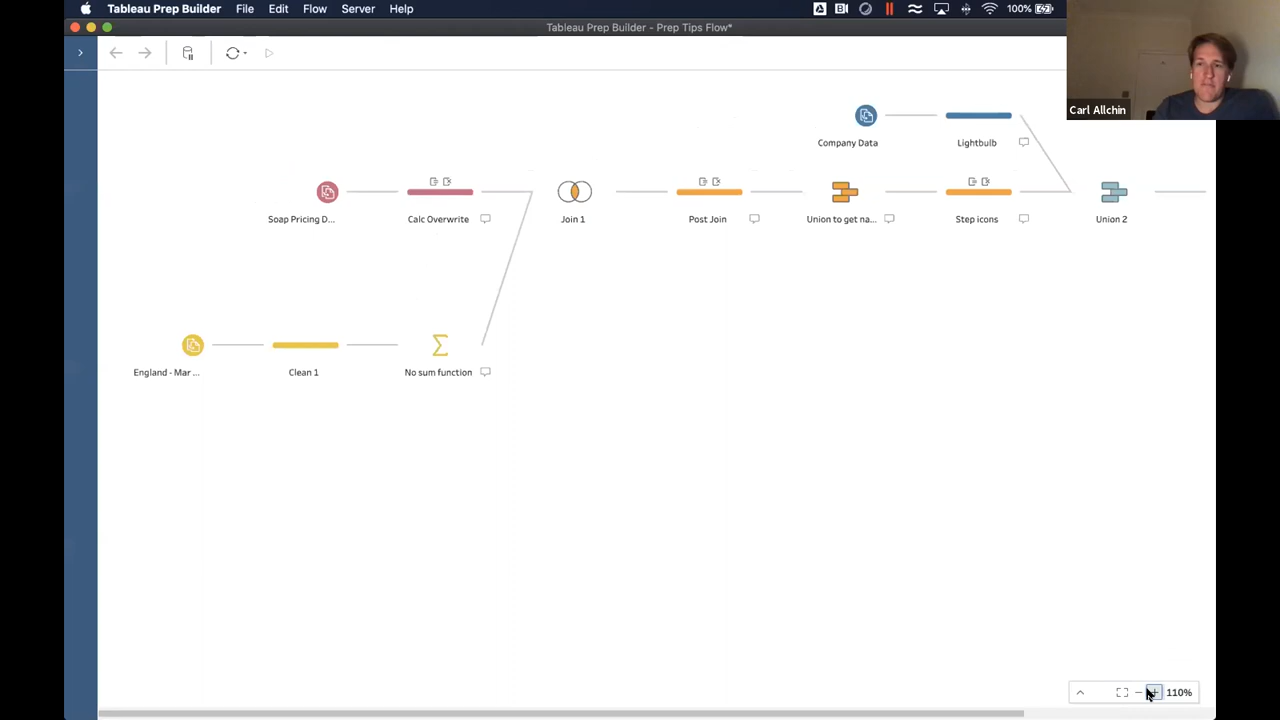 Tableau Prep Builder File Edit Flow Server Help 100%
Tableau Prep Builder - Prep Tips Flow*
Carl Allchin
Company Data Lightbulb
Soap Pricing D... Calc Overwrite Join 1 Post Join Union to get na... Step icons Union 2
England - Mar ... Clean 1 No sum function
110%